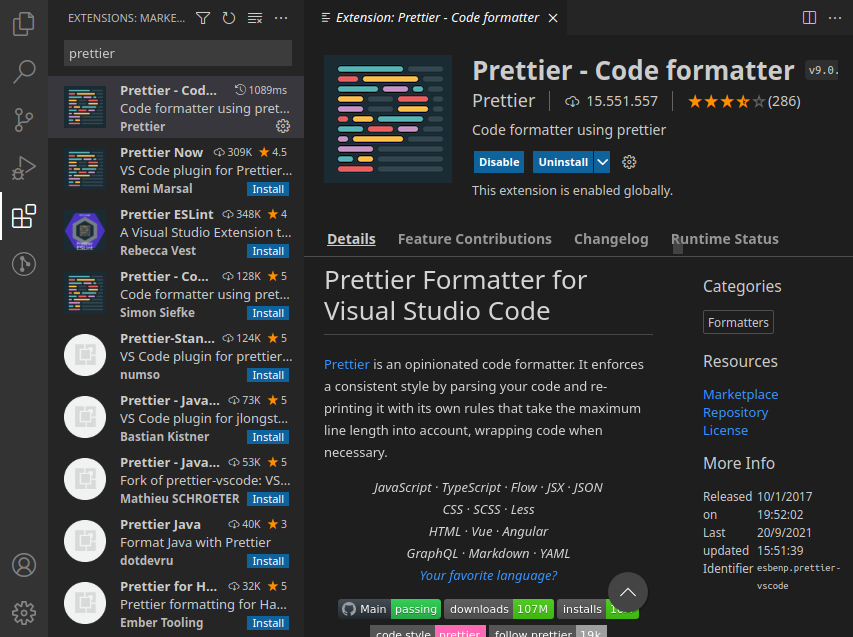 EXTENSIONS: MARKE...
prettier
Prettier - Cod... 1089ms
Code formatter using pret...
Prettier
Prettier Now 309K 4.5
VS Code plugin for Prettier...
Remi Marsal Install
Prettier ESLint 348K 4
A Visual Studio Extension t...
Rebecca Vest Install
Prettier - Co... 128K 5
Code formatter using pret...
Simon Siefke Install
Prettier-Stan... 124K 5
VS Code plugin for prettier...
numso Install
Prettier - Java... 73K 5
VS Code plugin for jlongst...
Bastian Kistner Install
Prettier - Java... 53K 5
Fork of prettier-vscode: VS...
Mathieu SCHROETER Install
Prettier Java 40K 3
Format Java with Prettier
dotdevru Install
Prettier for H... 32K 5
Prettier formatting for Ha...
Ember Tooling Install
Extension: Prettier - Code formatter
Prettier - Code formatter v9.0.
Prettier 15.551.557 (286)
Code formatter using prettier
Disable Uninstall
This extension is enabled globally.
Details Feature Contributions Changelog Runtime Status
Prettier Formatter for
Visual Studio Code
Prettier is an opinionated code formatter. It enforces
a consistent style by parsing your code and re-
printing it with its own rules that take the maximum
line length into account, wrapping code when
necessary.
JavaScript · TypeScript · Flow · JSX · JSON
CSS · SCSS · Less
HTML · Vue · Angular
GraphQL · Markdown · YAML
Your favorite language?
Main passing downloads 107M installs
code style prettier follow prettier 19k
Categories
Formatters
Resources
Marketplace
Repository
License
More Info
Released 10/1/2017
on 19:52:02
Last 20/9/2021
updated 15:51:39
Identifier esbenp.prettier-
vscode